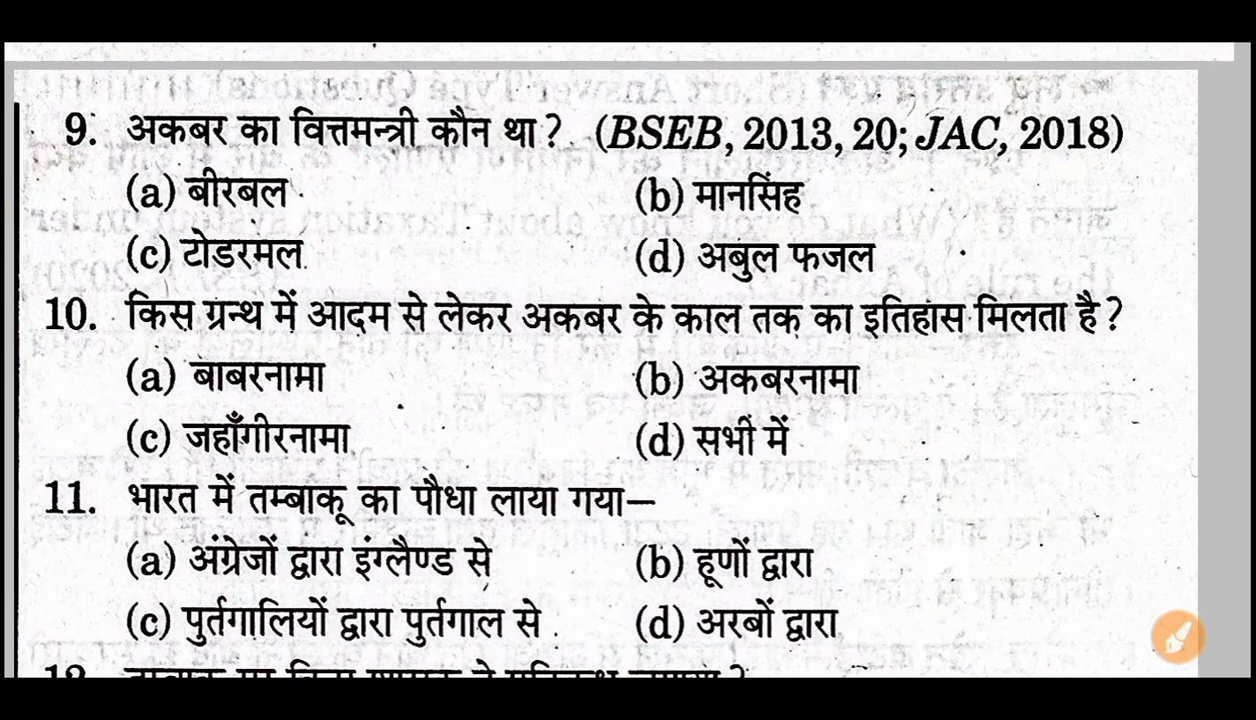 9. अकबर का वित्तमन्त्री कौन था? (BSEB, 2013, 20; JAC, 2018)
(a) बीरबल (b) मानसिंह
(c) टोडरमल (d) अबुल फजल
10. किस ग्रन्थ में आदम से लेकर अकबर के काल तक का इतिहास मिलता है?
(a) बाबरनामा (b) अकबरनामा
(c) जहाँगीरनामा (d) सभी में
11. भारत में तम्बाकू का पौधा लाया गया—
(a) अंग्रेजों द्वारा इंग्लैण्ड से (b) हूणों द्वारा
(c) पुर्तगालियों द्वारा पुर्तगाल से (d) अरबों द्वारा